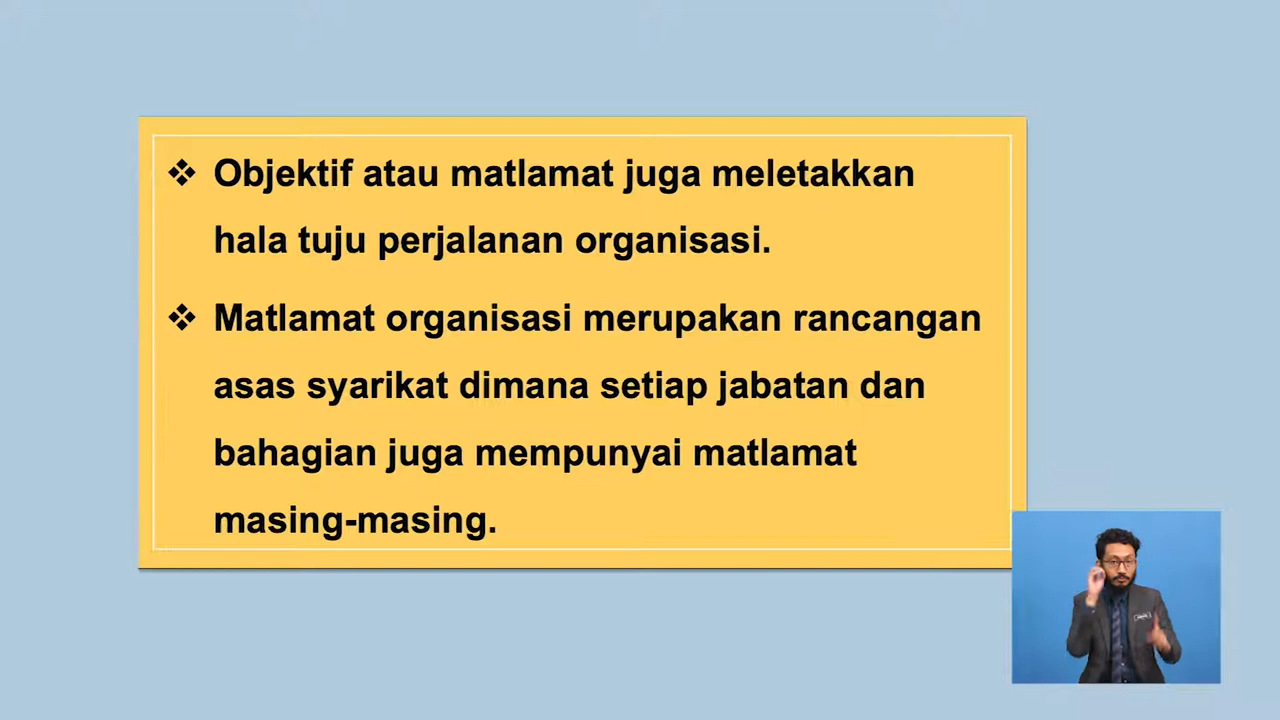 ❖ Objektif atau matlamat juga meletakkan
hala tuju perjalanan organisasi.
❖ Matlamat organisasi merupakan rancangan
asas syarikat dimana setiap jabatan dan
bahagian juga mempunyai matlamat
masing-masing.